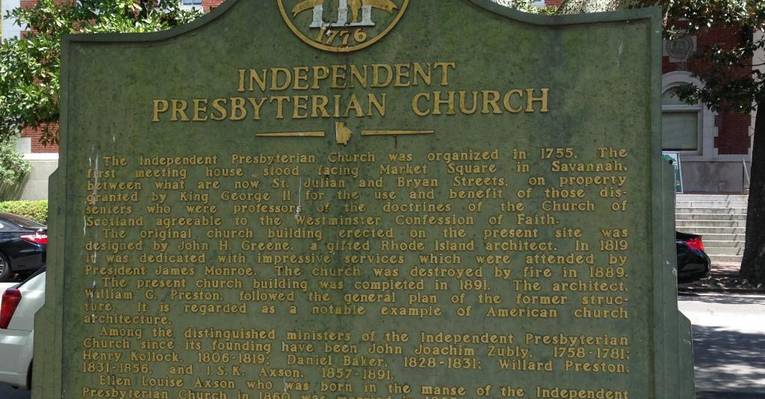 1776
INDEPENDENT
PRESBYTERIAN CHURCH
The Independent Presbyterian Church was organized in 1755. The
first meeting house stood facing Market Square in Savannah,
between what are now St. Julian and Bryan Streets, on property
granted by King George II for the use and benefit of those dis-
senters who were professors of the doctrines of the Church of
Scotland agreeable to the Westminster Confession of Faith.
The original church building erected on the present site was
designed by John H. Greene, a gifted Rhode Island architect. In 1819
it was dedicated with impressive services which were attended by
President James Monroe. The church was destroyed by fire in 1889.
The present church building was completed in 1891. The architect,
William G. Preston, followed the general plan of the former struc-
ture. It is regarded as a notable example of American church
architecture.
Among the distinguished ministers of the Independent Presbyterian
Church since its founding have been John Joachim Zubly, 1758-1781;
Henry Kollock, 1806-1819; Daniel Baker, 1828-1831; Willard Preston,
1831-1856, and I.S.K. Axson, 1857-1891.
Ellen Louise Axson who was born in the manse of the Independent
Presbyterian Church in 1860, was married